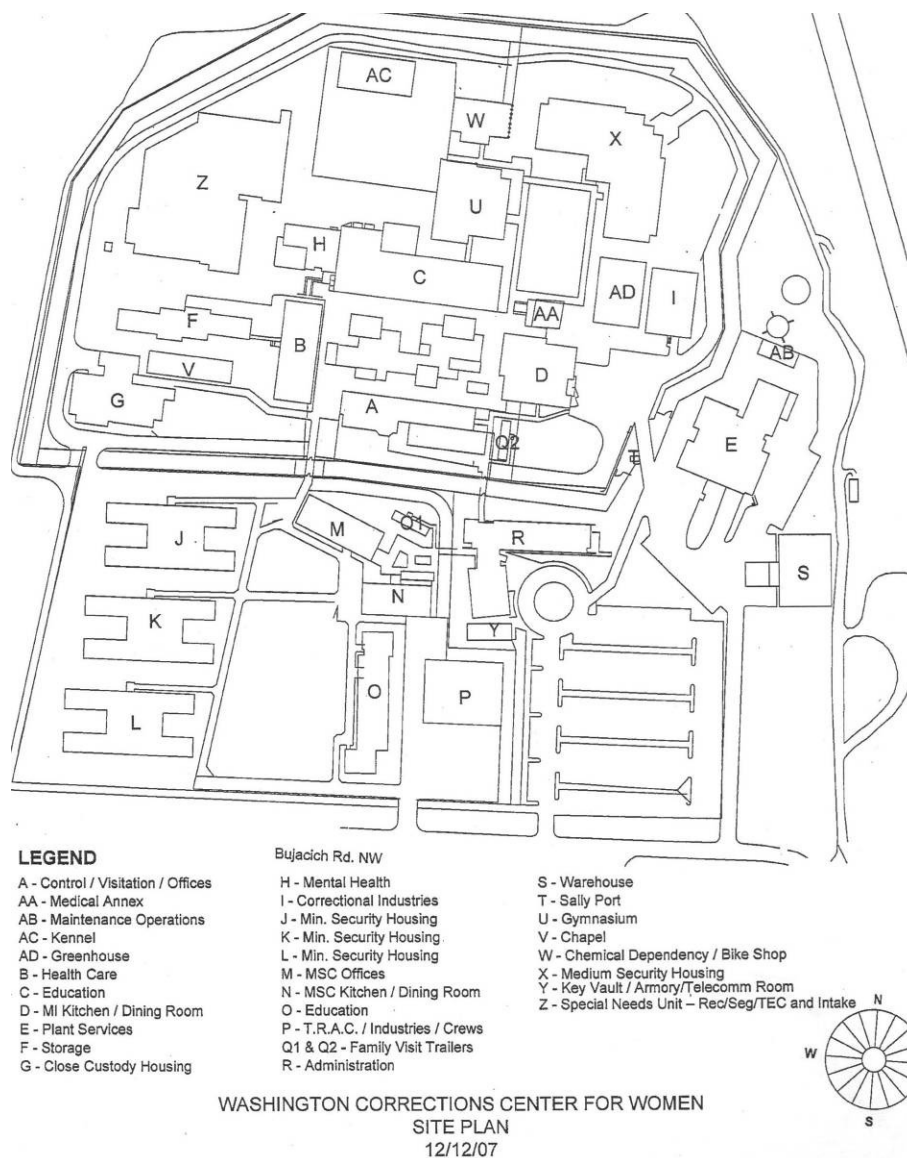 AC
W
X
Z
U
H
C
AD
I
AA
F
B
AB
V
D
A
G
Q2
E
T
M
Q1
J
R
S
N
K
Y
O
P
L
LEGEND
A - Control / Visitation / Offices
AA - Medical Annex
AB - Maintenance Operations
AC - Kennel
AD - Greenhouse
B - Health Care
C - Education
D - MI Kitchen / Dining Room
E - Plant Services
F - Storage
G - Close Custody Housing
Bujacich Rd. NW
H - Mental Health
I - Correctional Industries
J - Min. Security Housing
K - Min. Security Housing
L - Min. Security Housing
M - MSC Offices
N - MSC Kitchen / Dining Room
O - Education
P - T.R.A.C. / Industries / Crews
Q1 & Q2 - Family Visit Trailers
R - Administration
S - Warehouse
T - Sally Port
U - Gymnasium
V - Chapel
W - Chemical Dependency / Bike Shop
X - Medium Security Housing
Y - Key Vault / Armory/Telecomm Room
Z - Special Needs Unit – Rec/Seg/TEC and Intake
N
W
S
WASHINGTON CORRECTIONS CENTER FOR WOMEN
SITE PLAN
12/12/07